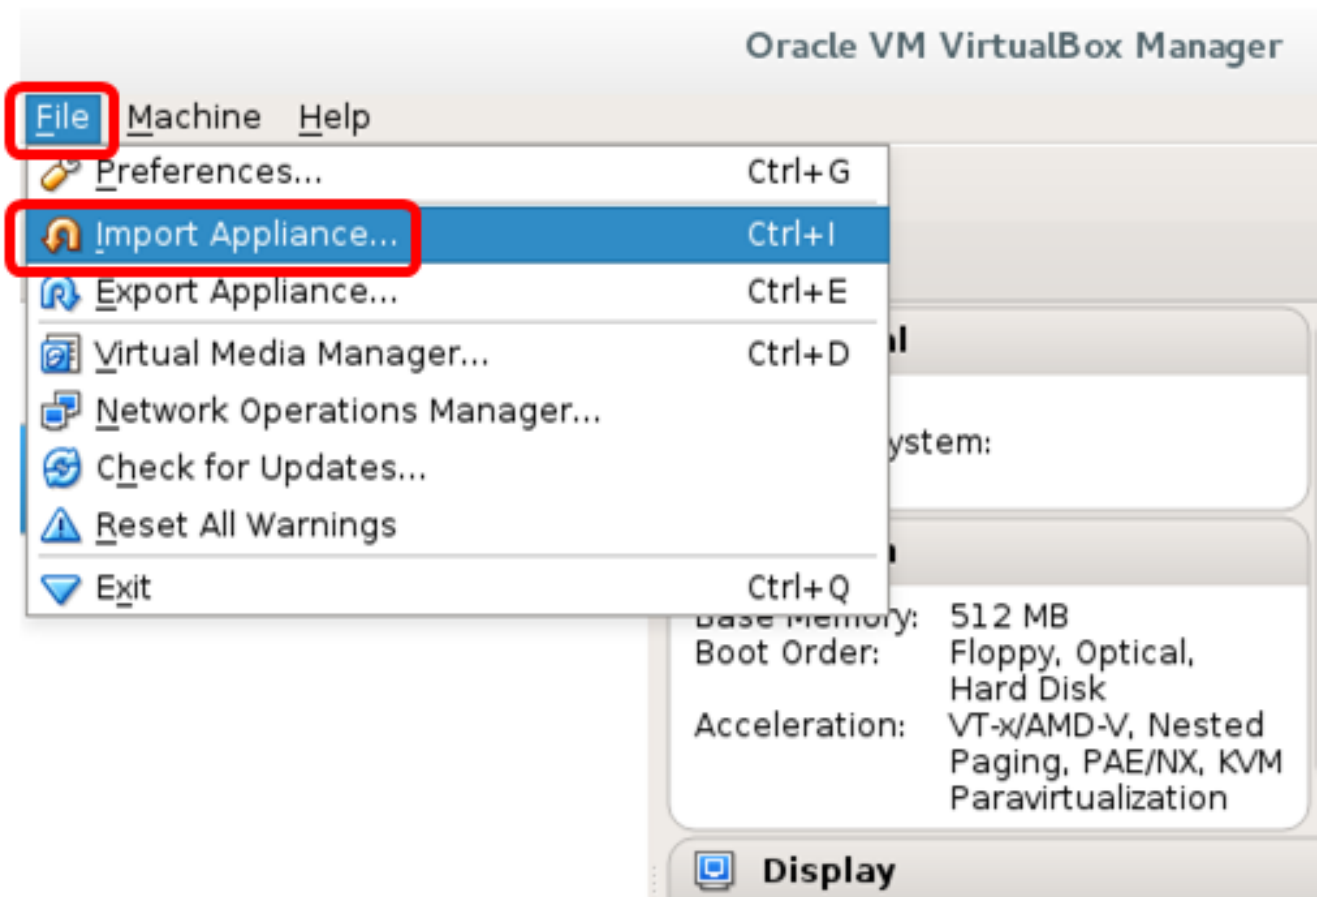 Oracle VM VirtualBox Manager
File Machine Help
Preferences... Ctrl+G
Import Appliance... Ctrl+I
Export Appliance... Ctrl+E
Virtual Media Manager... Ctrl+D
Network Operations Manager...
Check for Updates...
Reset All Warnings
Exit Ctrl+Q
ystem:
Base Memory: 512 MB
Boot Order: Floppy, Optical,
Hard Disk
Acceleration: VT-x/AMD-V, Nested
Paging, PAE/NX, KVM
Paravirtualization
Display